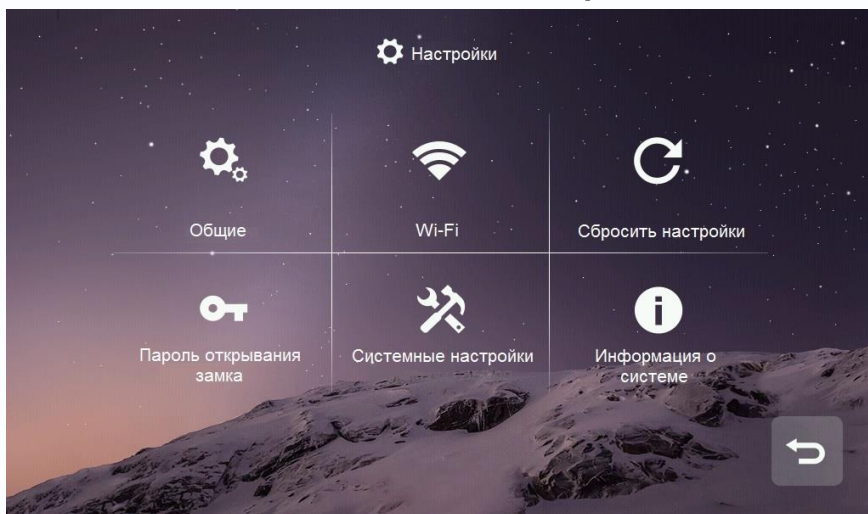 Настройки
Общие
Wi-Fi
Сбросить настройки
Пароль открывания
замка
Системные настройки
Информация о
системе